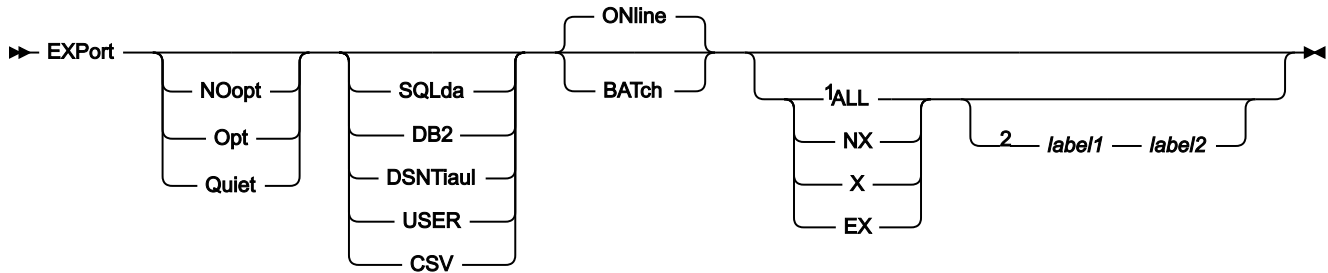 ONline
EXPort
NOopt SQLda BATch 1ALL
Opt DB2 NX 2 label1 label2
Quiet DSNTiaul X
USER EX
CSV